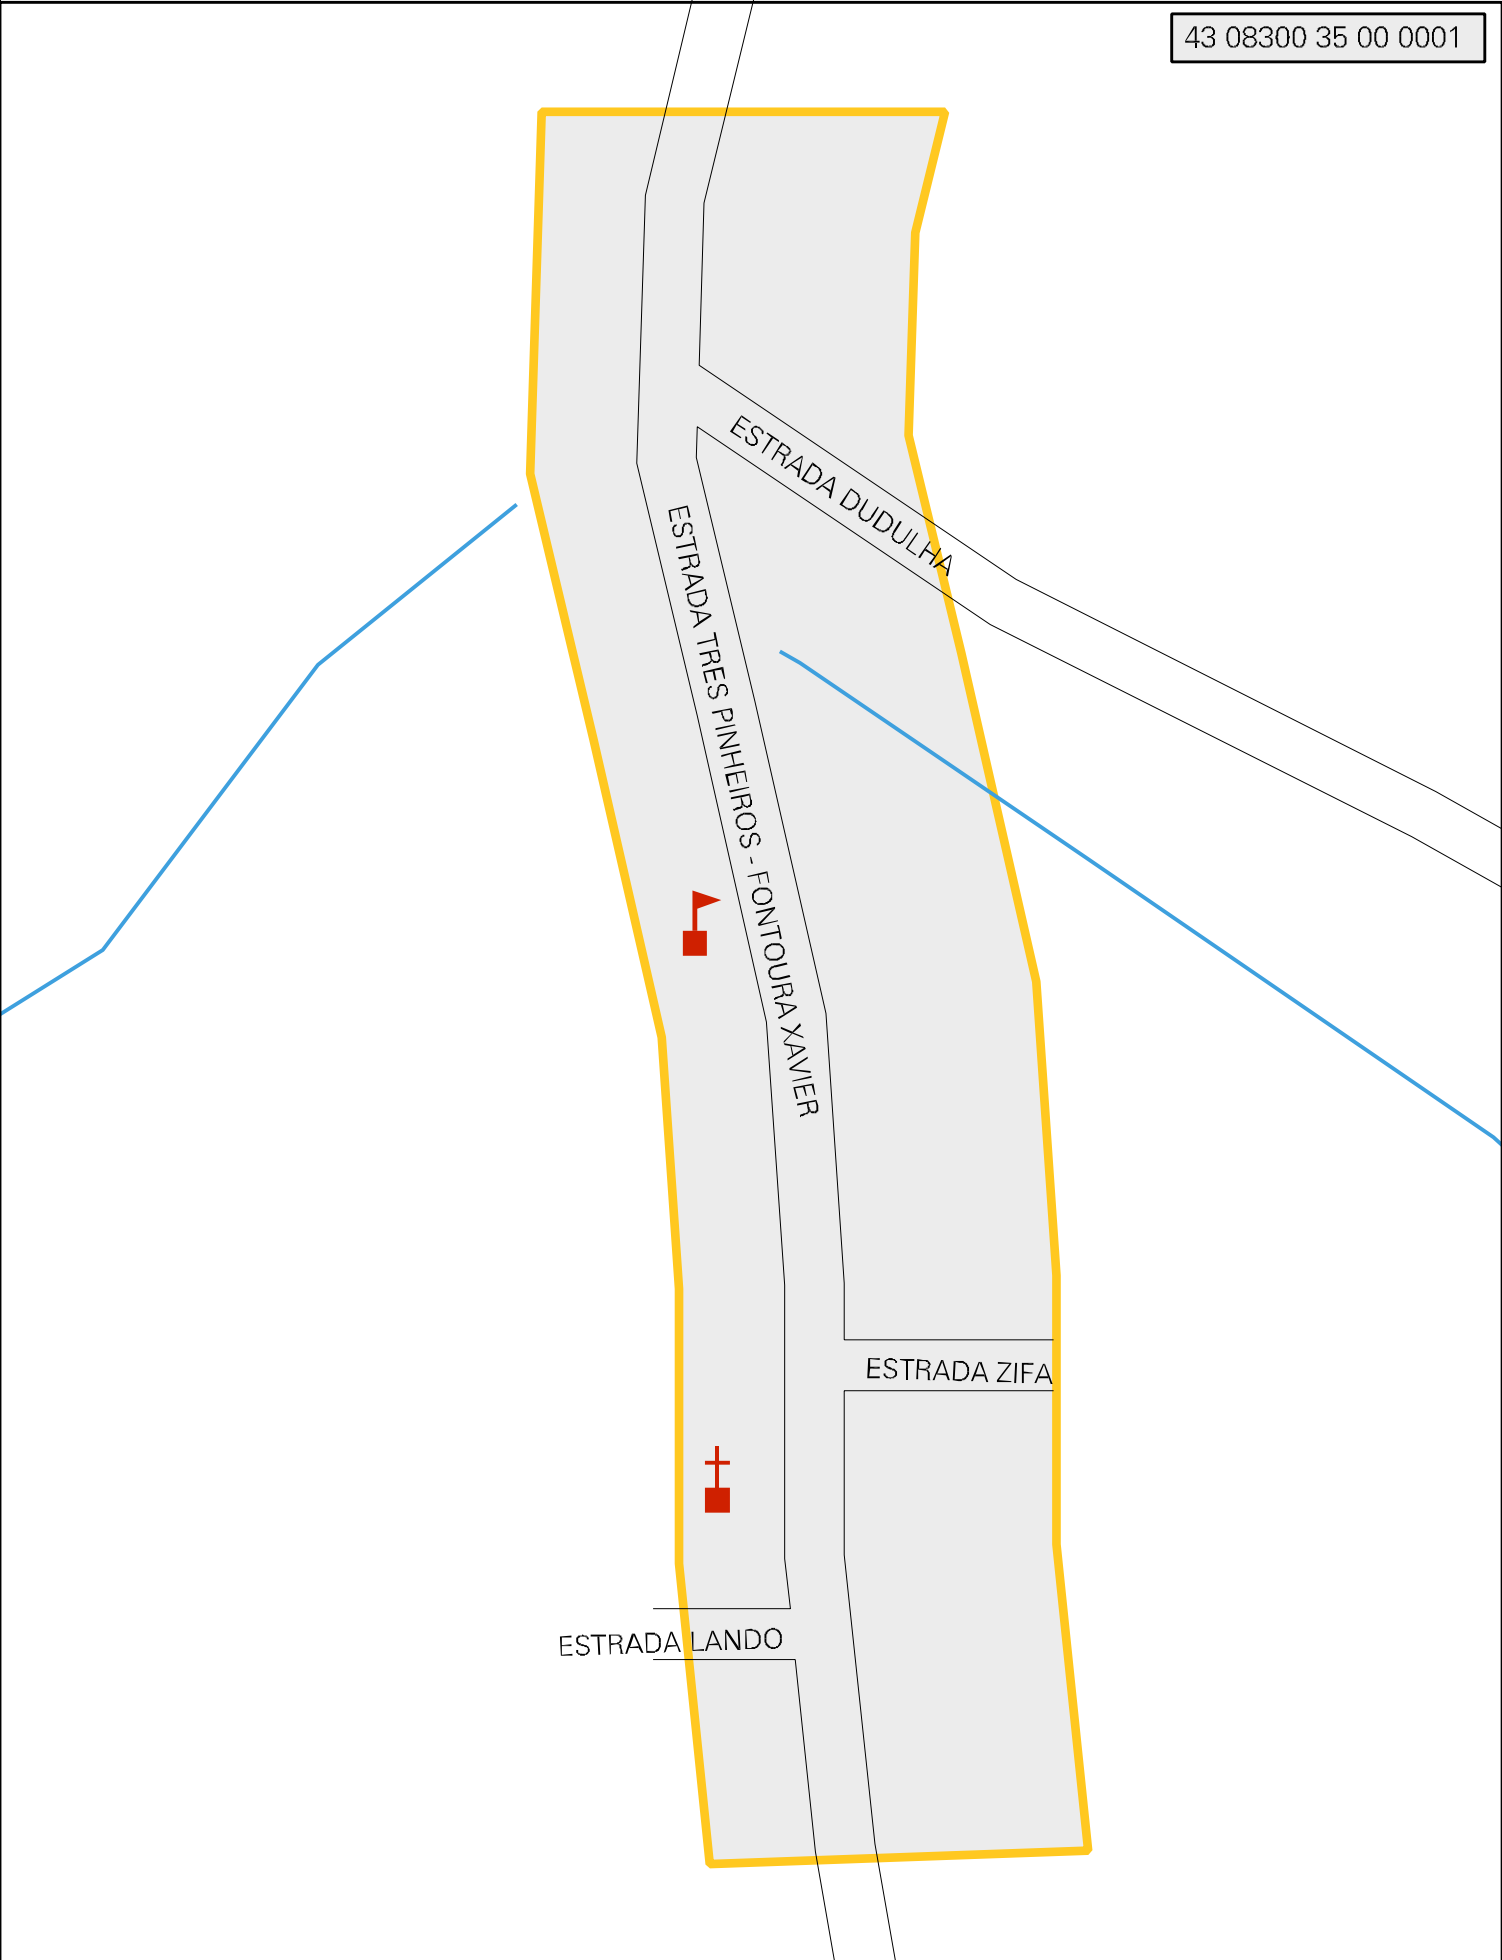 43 08300 35 00 0001
ESTRADA DUDULHA
ESTRADA TRES PINHEIROS - FONTOURA XAVIER
ESTRADA ZIFA
ESTRADA LANDO